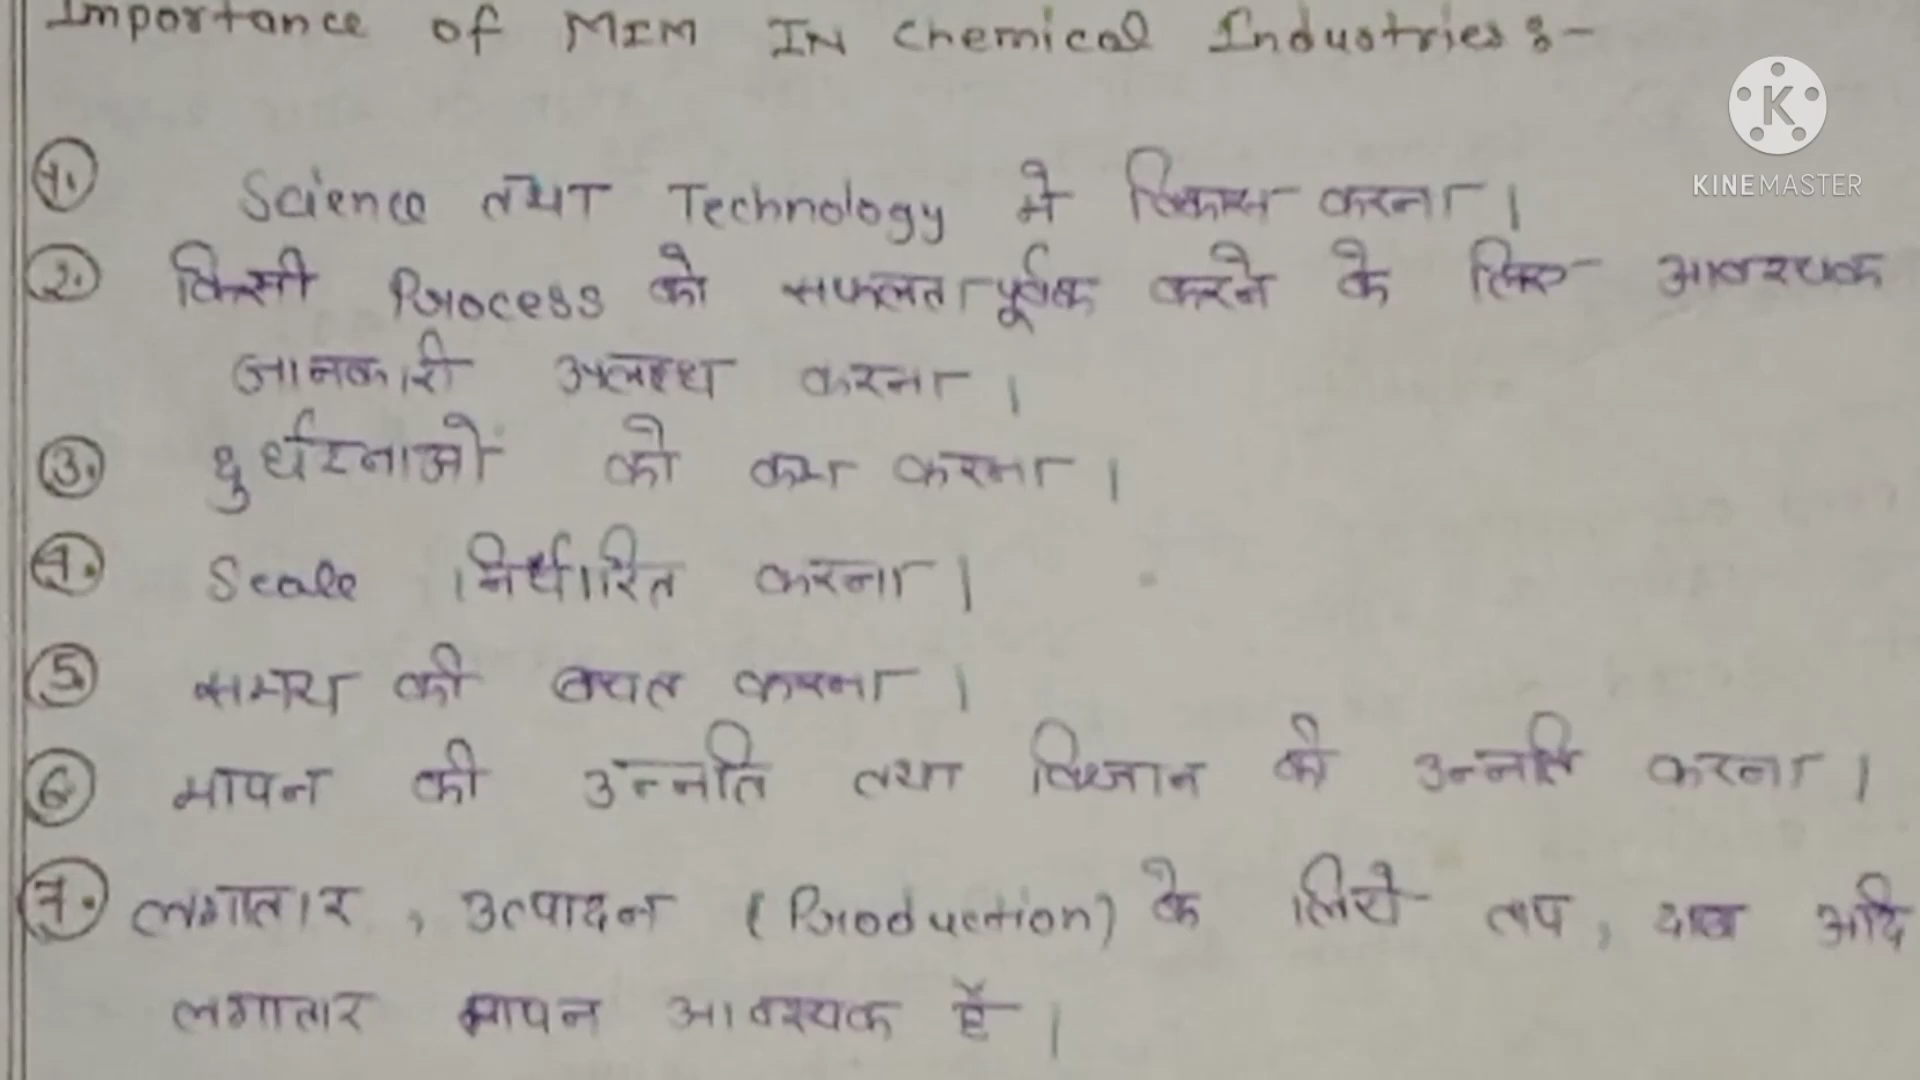 Importance of MIM IN Chemical Industries :-
K
KINEMASTER
1. Science तथा Technology मे विकास करना ।
2. किसी Process को सफलता पूर्वक करने के लिए आवश्यक
जानकारी उपलब्ध करना ।
3. धुर्घटनाओ को कम करना ।
4. Scale निर्धारित करना ।
5 समय की बचत करना ।
6 मापन की उन्नति तथा विज्ञान की उन्नति करना ।
7. लगातार , उत्पादन (Production) के लिये ताप , दाब आदि
लगातार मापन आवश्यक है ।